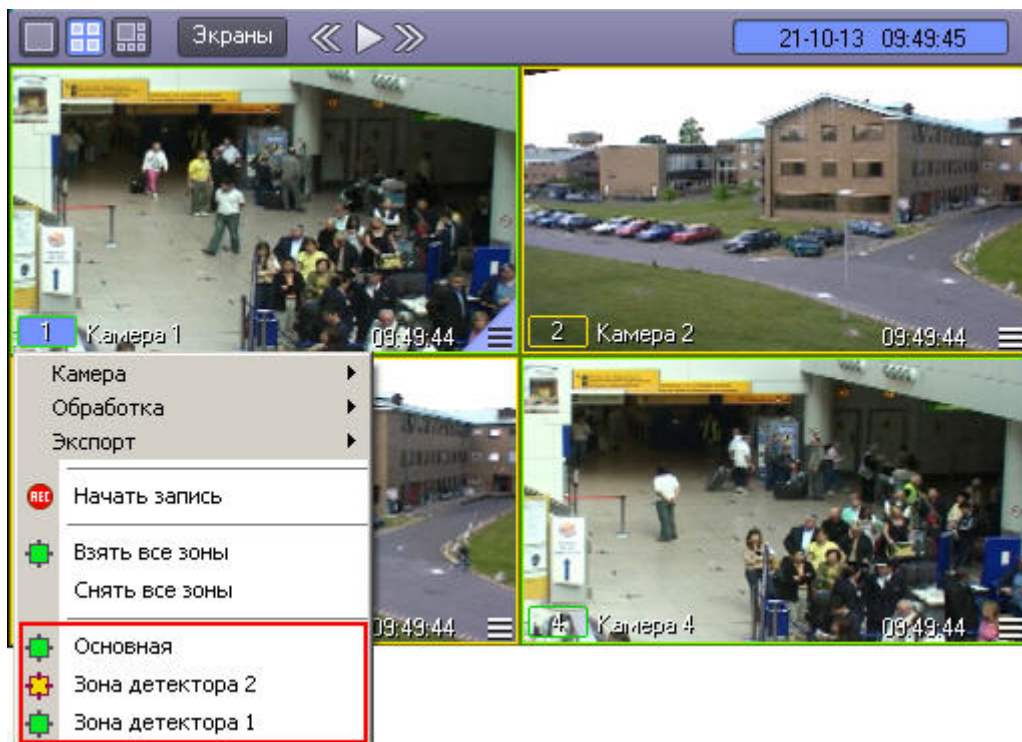 Экраны
21-10-13 09:49:45
1 Камера 1 09:49:44
2 Камера 2 09:49:44
Камера
Обработка
Экспорт
REC Начать запись
Взять все зоны
Снять все зоны
09:49:44
4 Камера 4 09:49:44
Основная
Зона детектора 2
Зона детектора 1